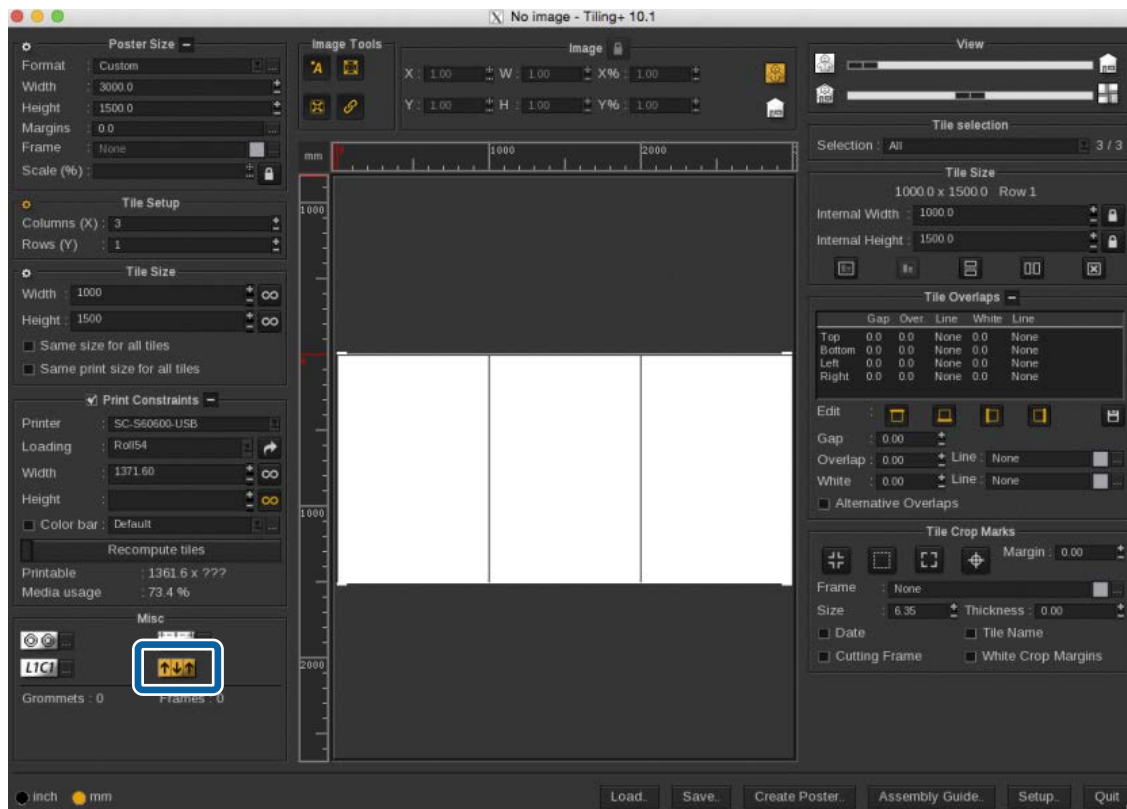 No image - Tiling+ 10.1
Poster Size
Format : Custom
Width : 3000.0
Height : 1500.0
Margins : 0.0
Frame : None
Scale (%) :
Tile Setup
Columns (X) : 3
Rows (Y) : 1
Tile Size
Width : 1000
Height : 1500
Same size for all tiles
Same print size for all tiles
Print Constraints
Printer : SC-S60600-USB
Loading : Roll54
Width : 1371.60
Height :
Color bar : Default
Recompute tiles
Printable : 1361.6 x ???
Media usage : 73.4 %
Misc
L1C1
Grommets : 0 Frames : 0
inch mm
Image Tools
A
Image
X : 1.00 W : 1.00 X% : 1.00
Y : 1.00 H : 1.00 Y% : 1.00
mm
1000 2000
1000
1000
2000
View
Tile selection
Selection : All 3 / 3
Tile Size
1000.0 x 1500.0 Row 1
Internal Width : 1000.0
Internal Height : 1500.0
Tile Overlaps
Gap Over. Line White Line
Top 0.0 0.0 None 0.0 None
Bottom 0.0 0.0 None 0.0 None
Left 0.0 0.0 None 0.0 None
Right 0.0 0.0 None 0.0 None
Edit :
Gap : 0.00
Overlap : 0.00 Line : None
White : 0.00 Line : None
Alternative Overlaps
Tile Crop Marks
Margin : 0.00
Frame : None
Size : 6.35 Thickness : 0.00
Date Tile Name
Cutting Frame White Crop Margins
Load.. Save.. Create Poster.. Assembly Guide.. Setup.. Quit